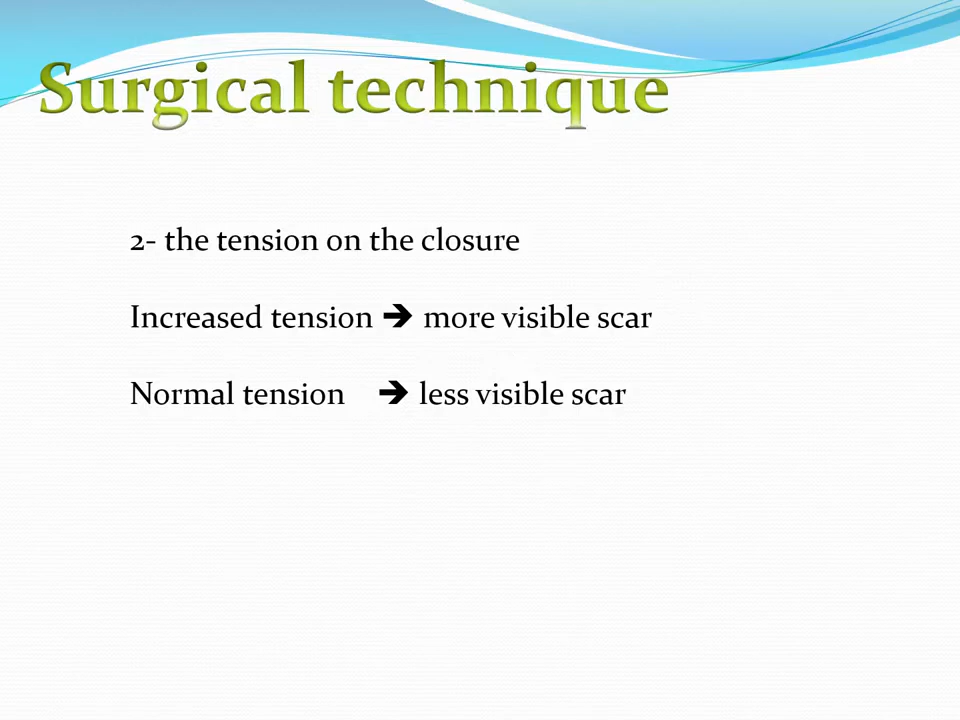 Surgical technique
2- the tension on the closure
Increased tension ➔ more visible scar
Normal tension ➔ less visible scar